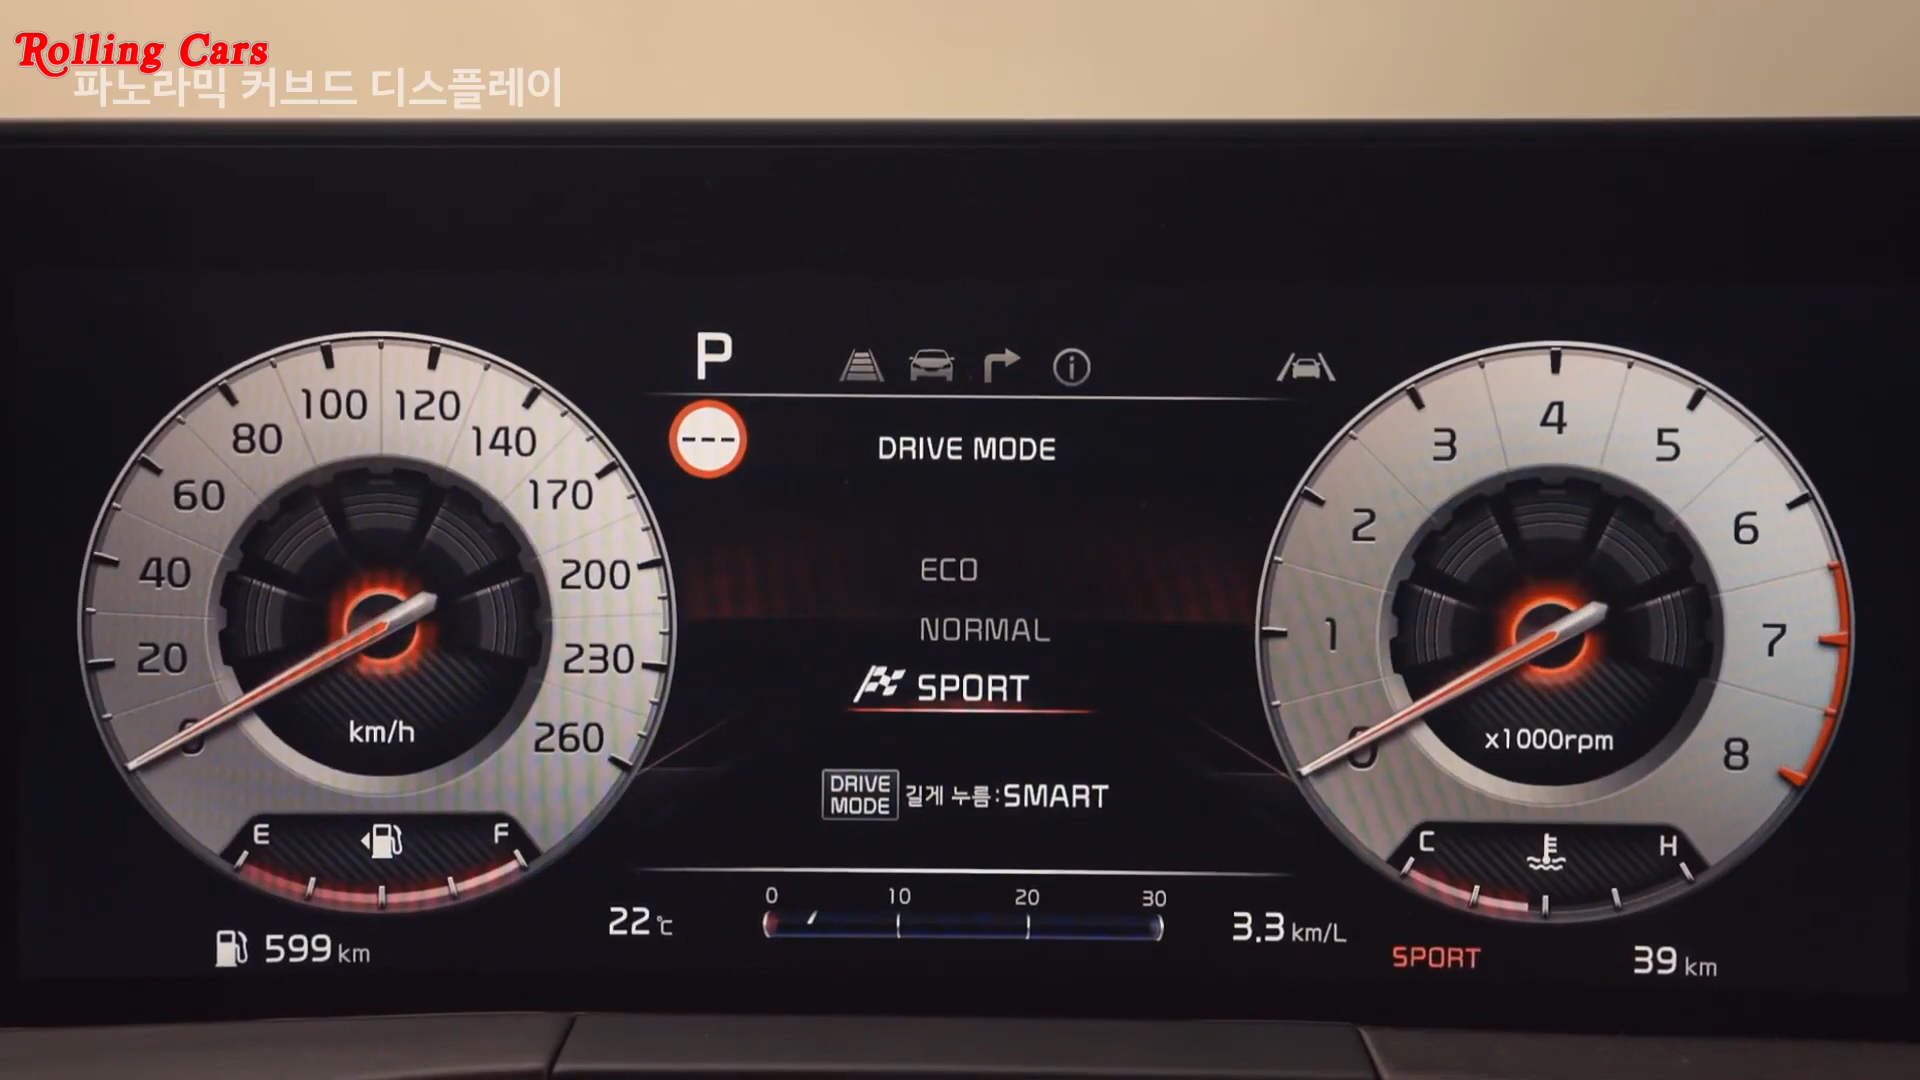 Rolling Cars
파노라믹 커브드 디스플레이
P
---
DRIVE MODE
ECO
NORMAL
SPORT
DRIVE MODE 길게 누름:SMART
0 20 40 60 80 100 120 140 170 200 230 260
km/h
E F
599 km
22 ℃
0 10 20 30
3.3 km/L
0 1 2 3 4 5 6 7 8
x1000rpm
C H
SPORT
39 km